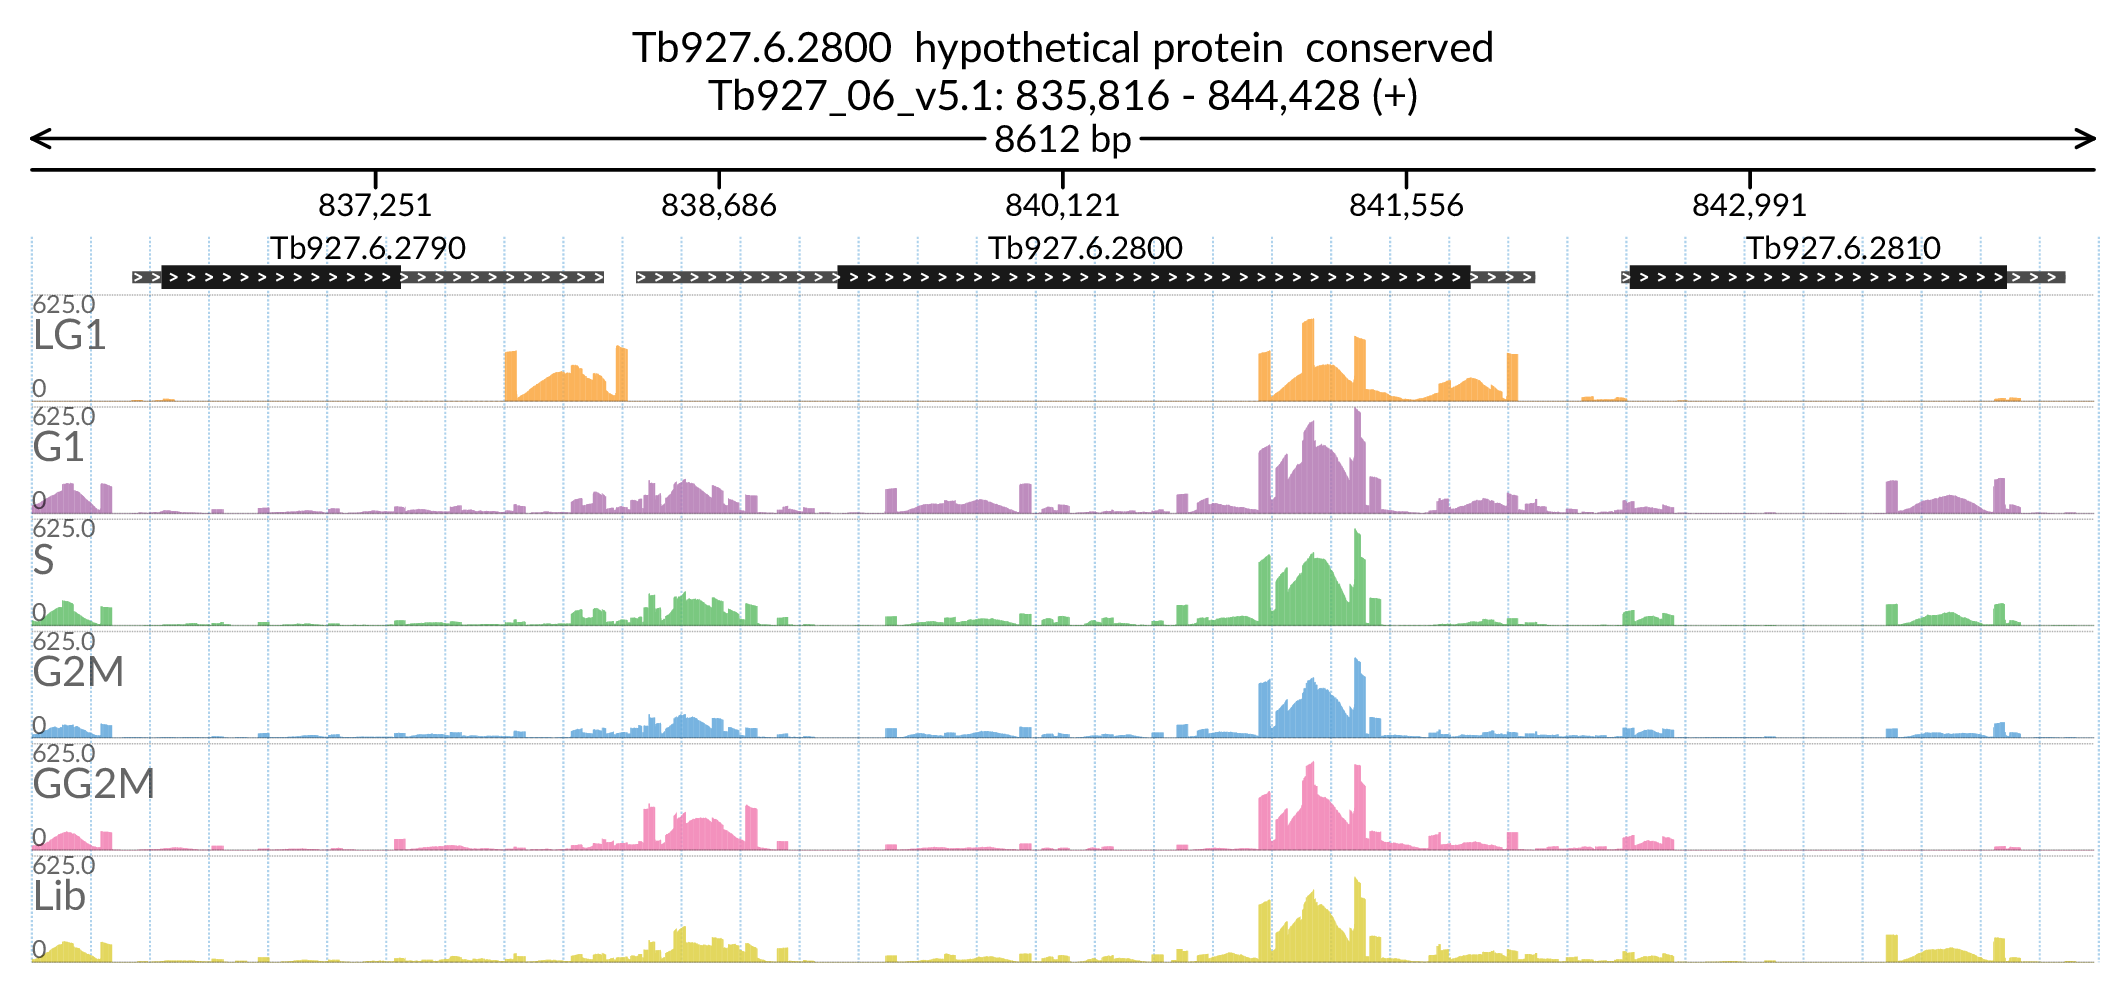 Tb927.6.2800 hypothetical protein conserved
Tb927_06_v5.1: 835,816 - 844,428 (+)
8612 bp
837,251 838,686 840,121 841,556 842,991
Tb927.6.2790 Tb927.6.2800 Tb927.6.2810
625.0
LG1
0
625.0
G1
0
625.0
S
0
625.0
G2M
0
625.0
GG2M
0
625.0
Lib
0